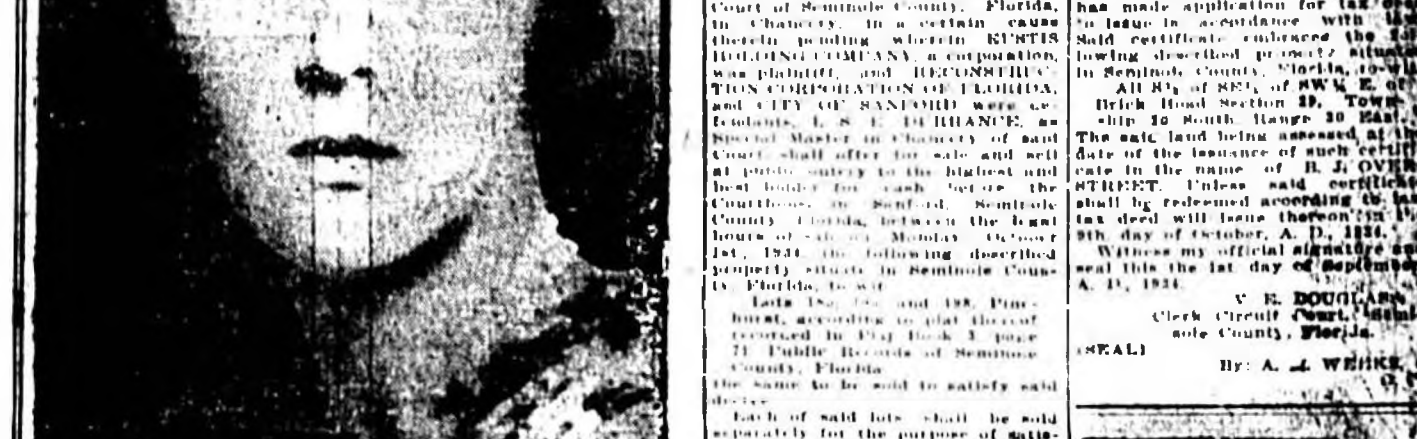 Court of Seminole County, Florida,
in Chancery, in a certain cause
therein pending wherein EUSTIS
HOLDING COMPANY, a corporation,
was plaintiff, and RECONSTRUC-
TION CORPORATION OF FLORIDA,
and CITY OF SANFORD were de-
fendants, I, S. E. DURRANCE, as
Special Master in Chancery of said
Court, shall offer for sale and sell
at public outcry to the highest and
best bidder for cash before the
Courthouse, in Sanford, Seminole
County Florida, between the legal
hours of sale on Monday October
1st, 1934, the following described
property situate in Seminole Coun-
ty, Florida, to wit
Lots and 198, Pine-
hurst, according to plat thereof
recorded in Plat Book 3 page
71 Public Records of Seminole
County, Florida
the same to be sold to satisfy said
decree
Each of said lots shall be sold
separately for the purpose of satis-
has made application for tax deed
to issue in accordance with law
Said certificate embraces the fol-
lowing described property situate
in Seminole County, Florida, to-wit
All S½ of SE¼ of SW¼ E. of
Brick Road Section 29, Town-
ship 20 South Range 30 East.
The said land being assessed at the
date of the issuance of such certifi-
cate in the name of B. J. OVER
STREET. Unless said certificate
shall be redeemed according to law
tax deed will issue thereon in
9th day of October, A. D., 1934.
Witness my official signature an
seal this the 1st day of September
A. D., 1934.
V. E. DOUGLASS
Clerk Circuit Court, Semi
nole County, Florida.
(SEAL)
By: A. WEEKS,